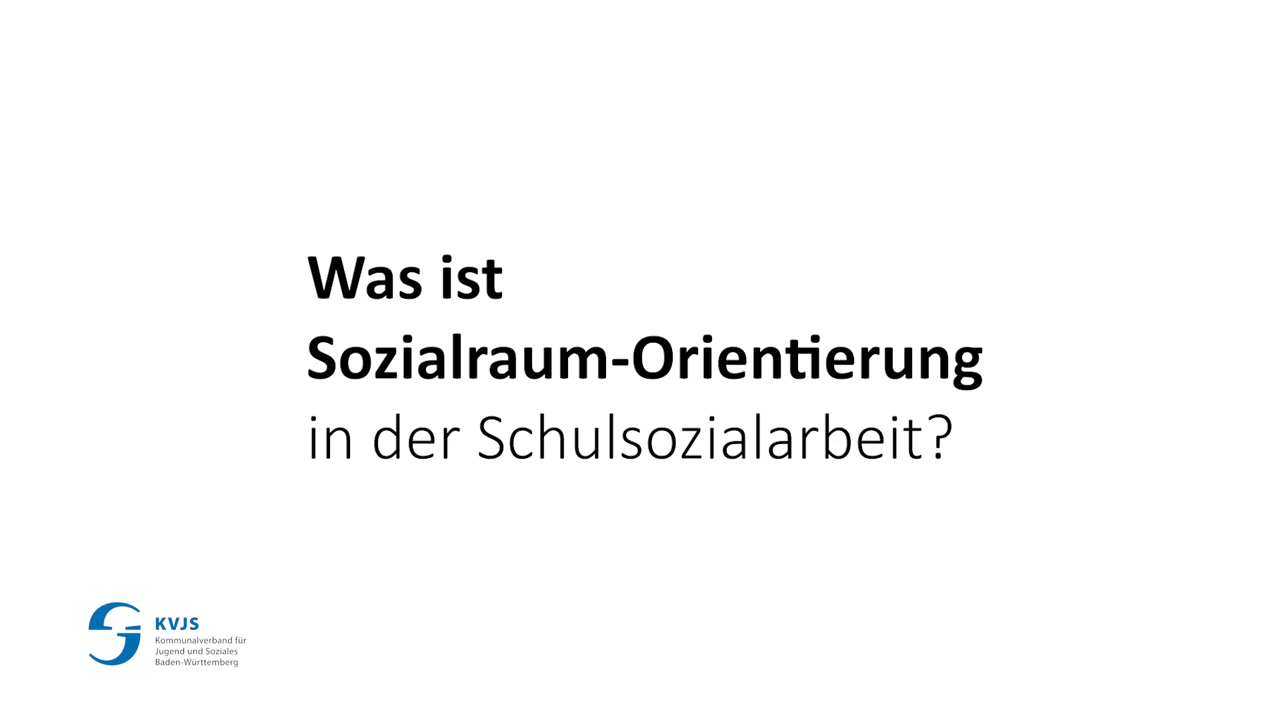 Was ist
Sozialraum-Orientierung
in der Schulsozialarbeit?
KVJS
Kommunalverband für
Jugend und Soziales
Baden-Württemberg